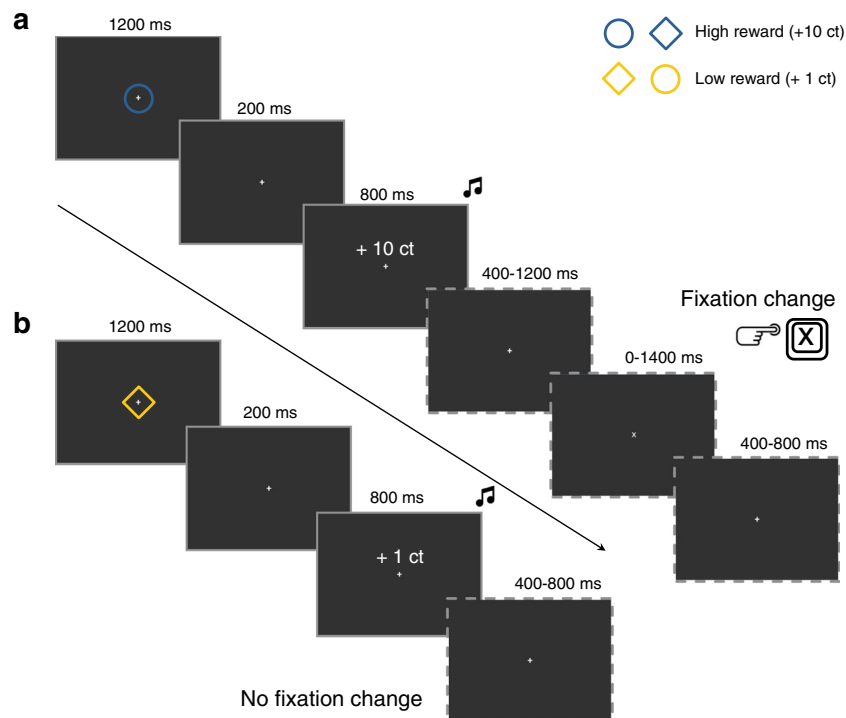 a
1200 ms
High reward (+10 ct)
Low reward (+ 1 ct)
200 ms
800 ms
+ 10 ct
400-1200 ms
Fixation change
X
0-1400 ms
x
400-800 ms
b
1200 ms
200 ms
800 ms
+ 1 ct
400-800 ms
No fixation change